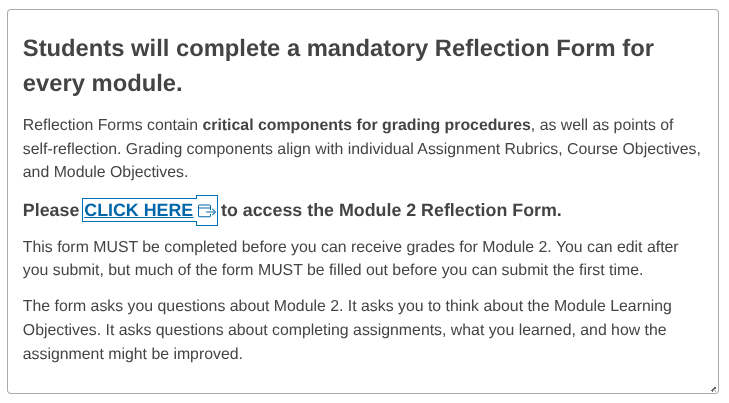 Students will complete a mandatory Reflection Form for
every module.
Reflection Forms contain critical components for grading procedures, as well as points of
self-reflection. Grading components align with individual Assignment Rubrics, Course Objectives,
and Module Objectives.
Please CLICK HERE to access the Module 2 Reflection Form.
This form MUST be completed before you can receive grades for Module 2. You can edit after
you submit, but much of the form MUST be filled out before you can submit the first time.
The form asks you questions about Module 2. It asks you to think about the Module Learning
Objectives. It asks questions about completing assignments, what you learned, and how the
assignment might be improved.